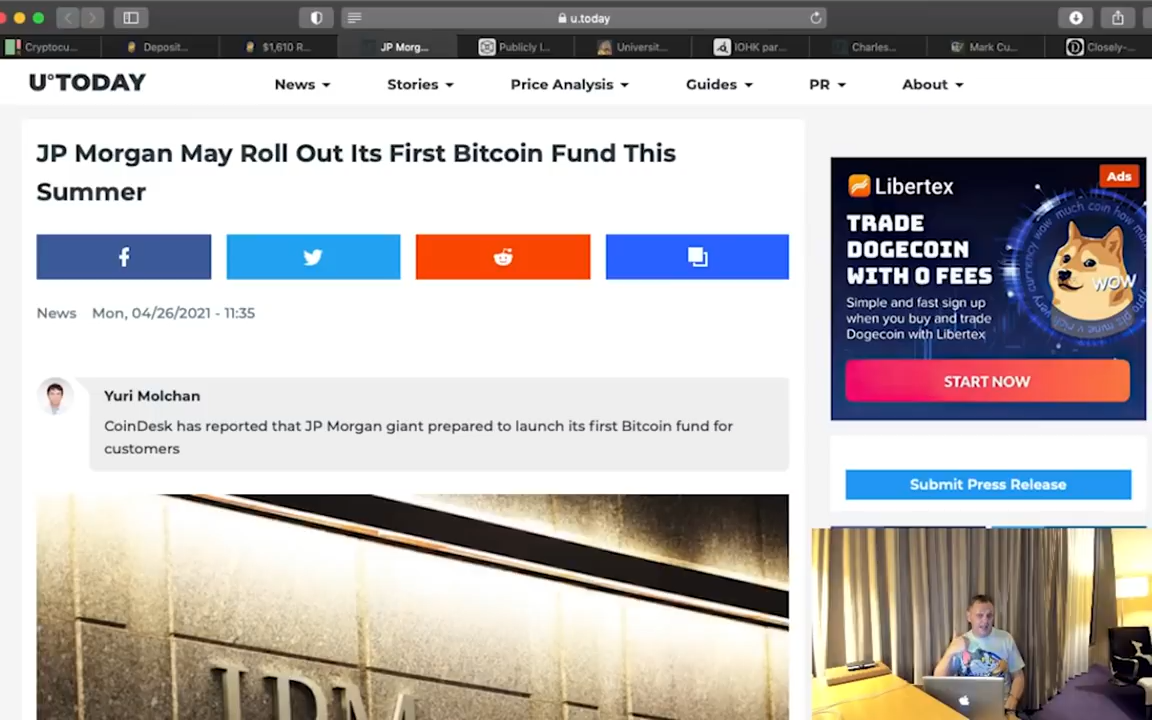 u.today
Cryptocu...
Deposit...
$1,610 R...
JP Morg...
Publicly l...
Universit...
IOHK par...
Charles...
Mark Cu...
Closely-...
U°TODAY
News
Stories
Price Analysis
Guides
PR
About
JP Morgan May Roll Out Its First Bitcoin Fund This
Summer
News Mon, 04/26/2021 - 11:35
Yuri Molchan
CoinDesk has reported that JP Morgan giant prepared to launch its first Bitcoin fund for
customers
JPM
Ads
Libertex
TRADE
DOGECOIN
WITH 0 FEES
Simple and fast sign up
when you buy and trade
Dogecoin with Libertex
WOW
START NOW
Submit Press Release